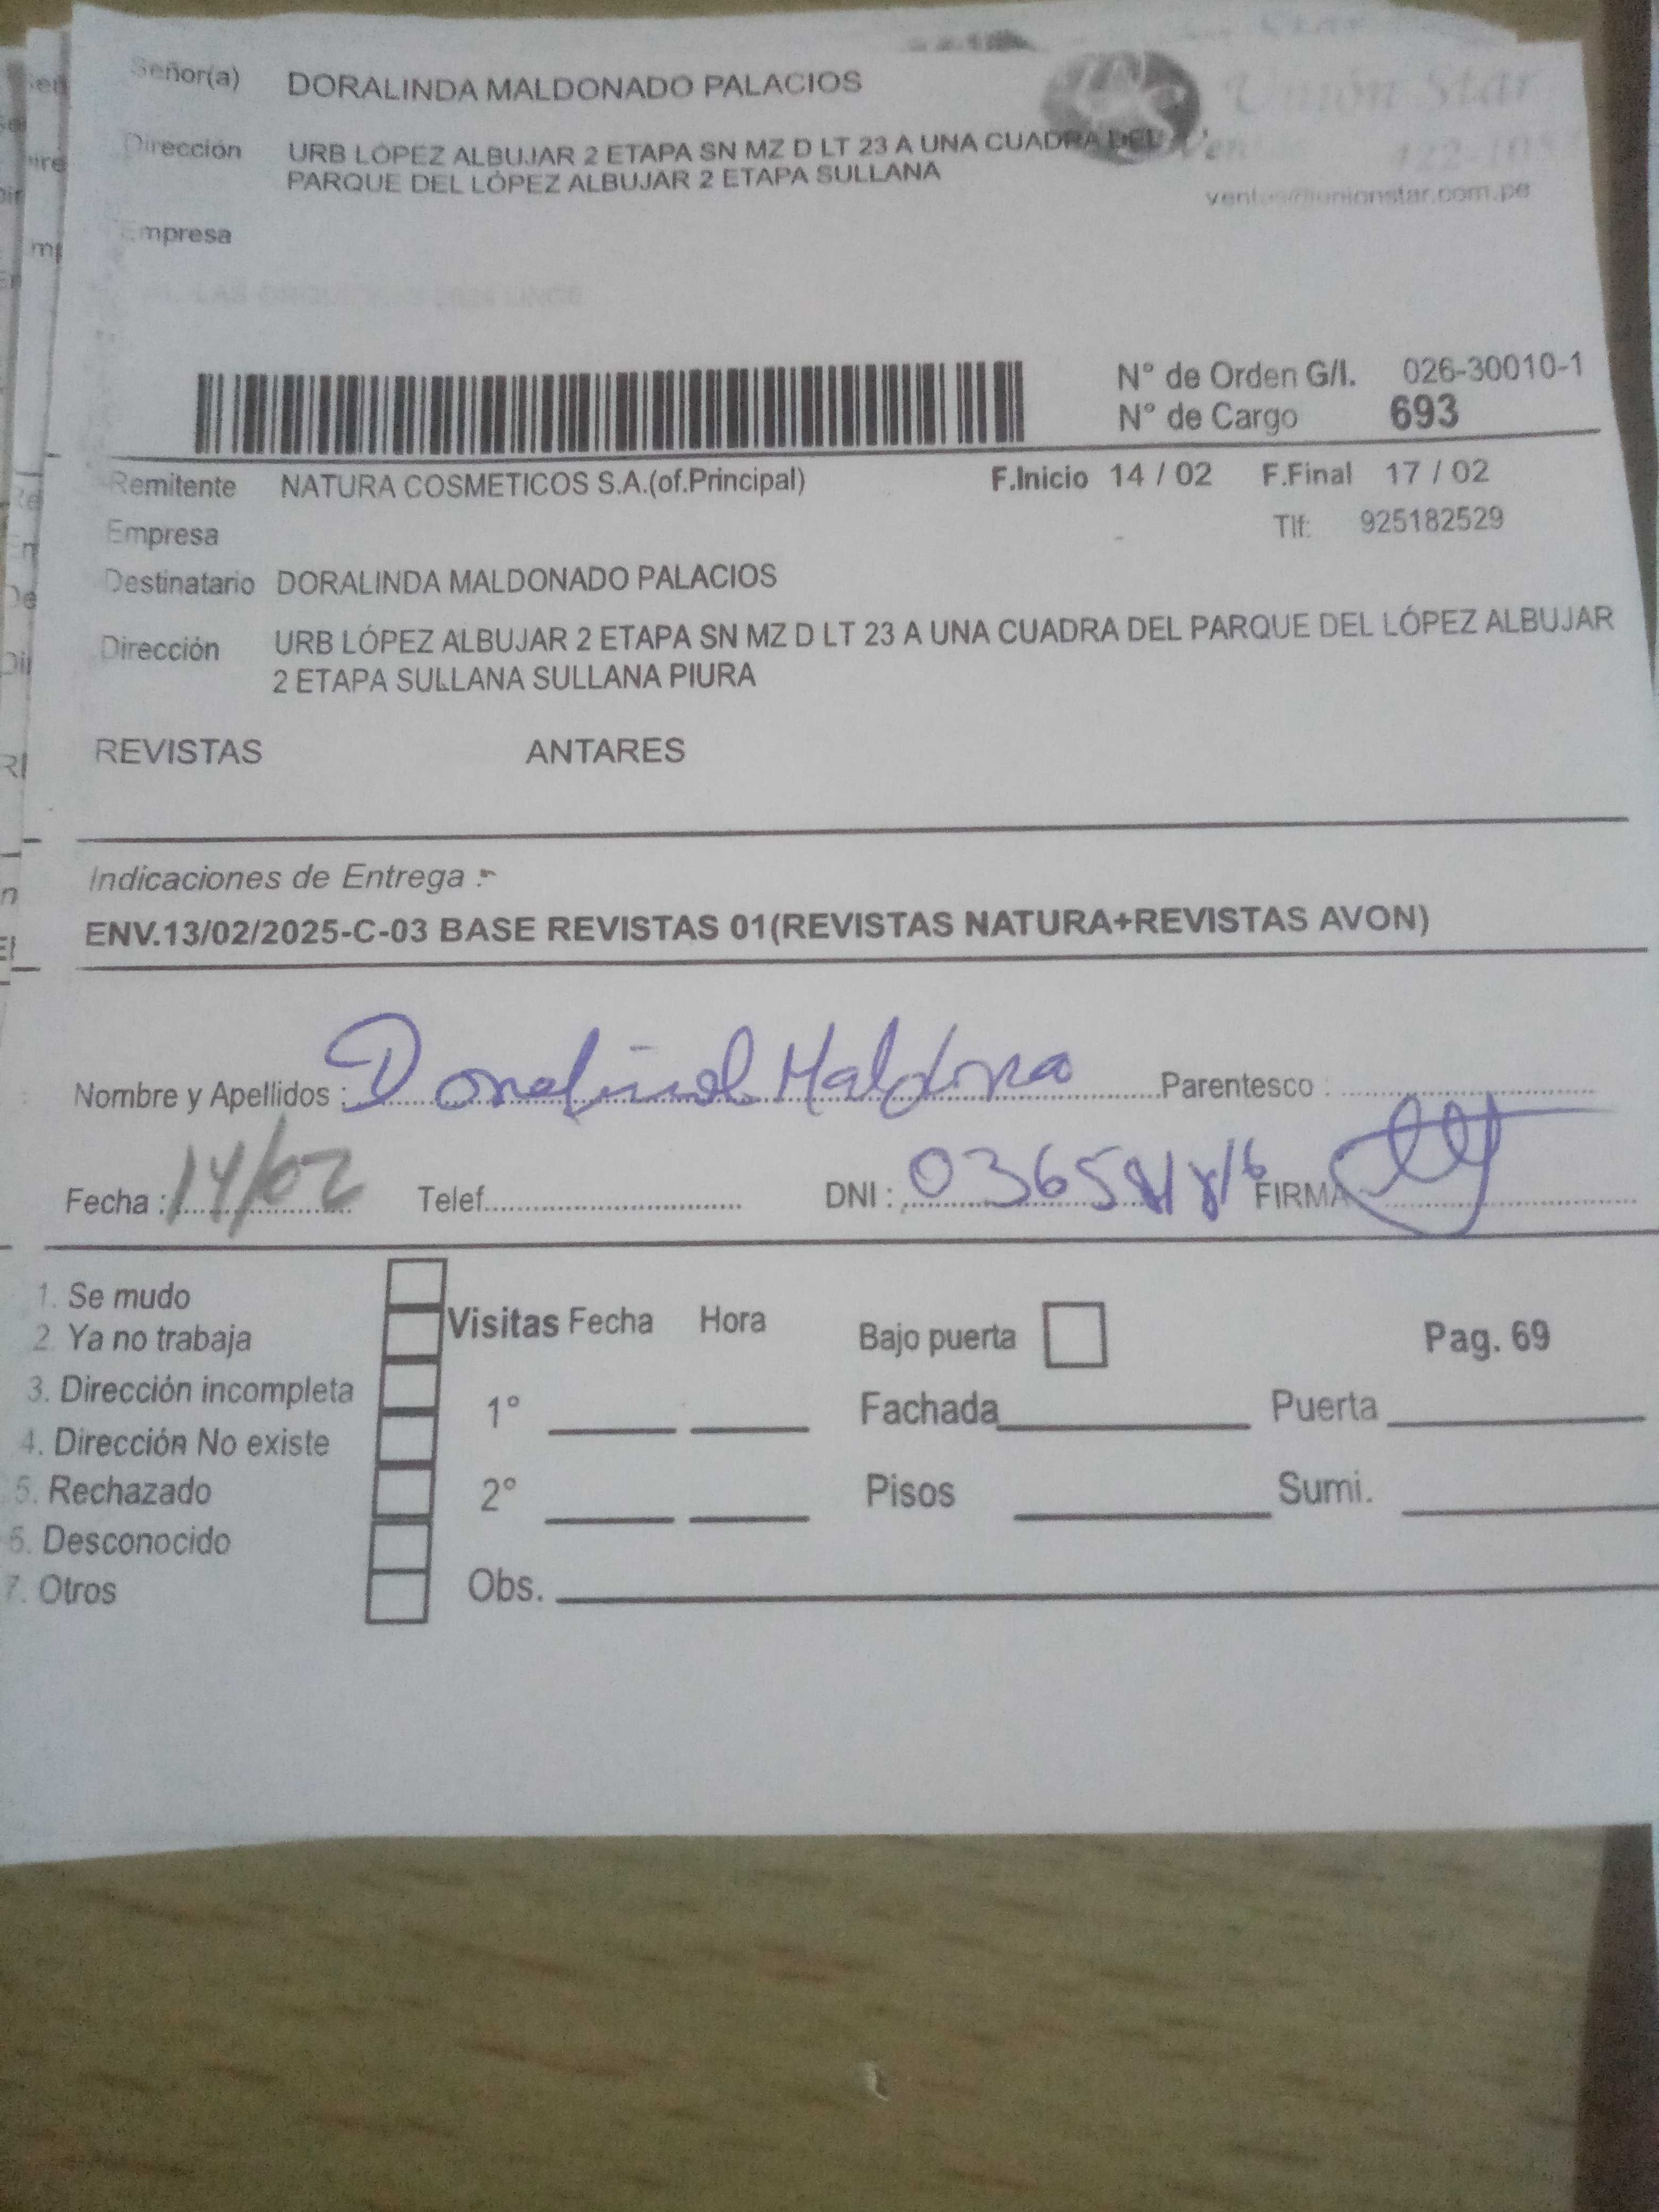 Señor(a) DORALINDA MALDONADO PALACIOS
Unión Star
Dirección URB LÓPEZ ALBUJAR 2 ETAPA SN MZ D LT 23 A UNA CUADRA DEL
PARQUE DEL LÓPEZ ALBUJAR 2 ETAPA SULLANA
ventas@unionstar.com.pe
Empresa
N° de Orden G/I. 026-30010-1
N° de Cargo 693
Remitente NATURA COSMETICOS S.A.(of.Principal) F.Inicio 14 / 02 F.Final 17 / 02
Empresa Tlf: 925182529
Destinatario DORALINDA MALDONADO PALACIOS
Dirección URB LÓPEZ ALBUJAR 2 ETAPA SN MZ D LT 23 A UNA CUADRA DEL PARQUE DEL LÓPEZ ALBUJAR
2 ETAPA SULLANA SULLANA PIURA
REVISTAS ANTARES
Indicaciones de Entrega :-
ENV.13/02/2025-C-03 BASE REVISTAS 01(REVISTAS NATURA+REVISTAS AVON)
Nombre y Apellidos : Parentesco :
Fecha : 14/02 Telef. DNI : FIRMA
1. Se mudo
2. Ya no trabaja
3. Dirección incompleta
4. Dirección No existe
5. Rechazado
6. Desconocido
7. Otros
Visitas Fecha Hora
1°
2°
Obs.
Bajo puerta Pag. 69
Fachada Puerta
Pisos Sumi.